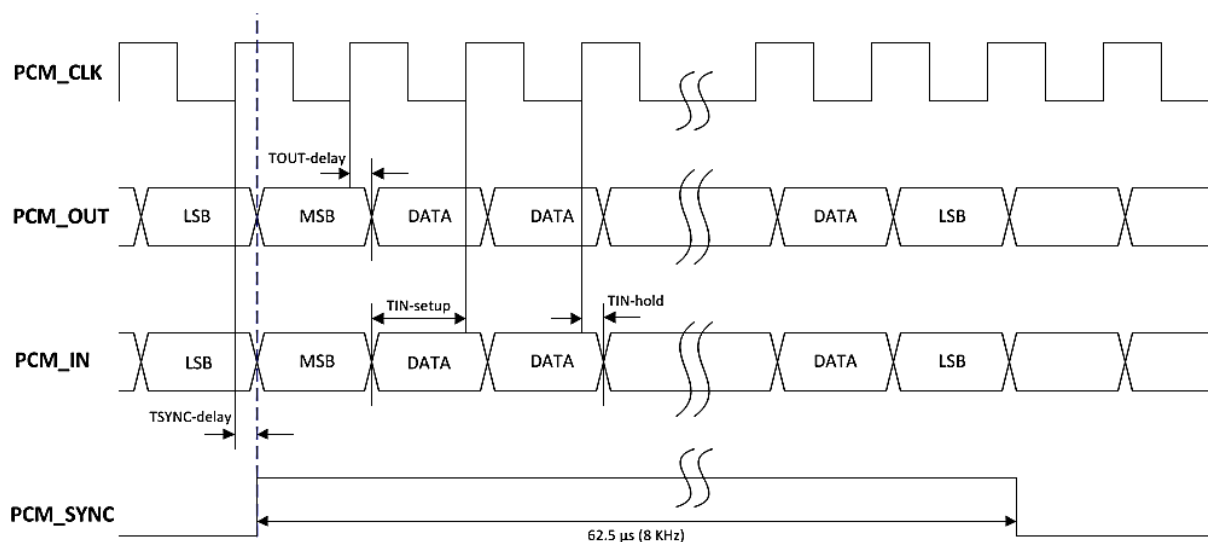 PCM_CLK
TOUT-delay
PCM_OUT
LSB
MSB
DATA
DATA
DATA
LSB
TIN-setup
TIN-hold
PCM_IN
LSB
MSB
DATA
DATA
DATA
LSB
TSYNC-delay
PCM_SYNC
62.5 µs (8 KHz)